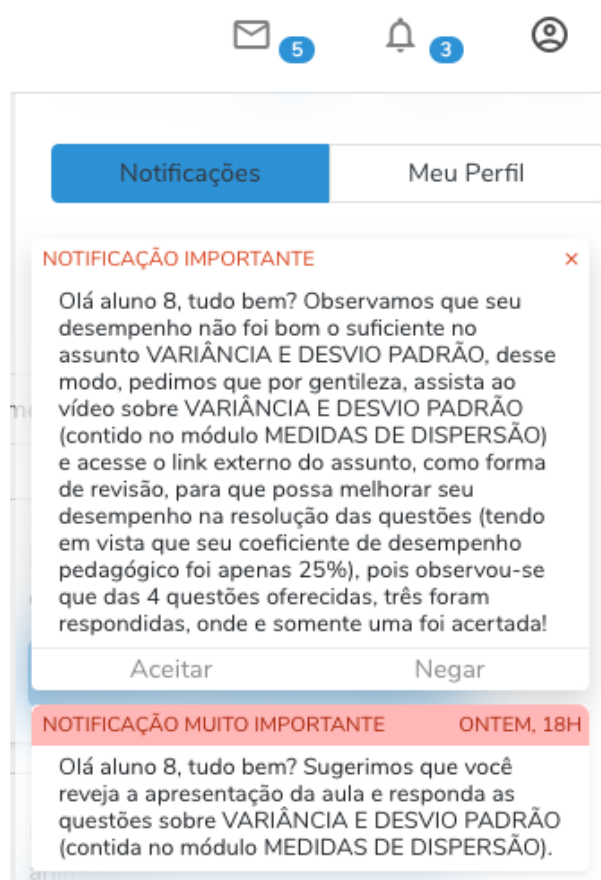 5
3
Notificações
Meu Perfil
NOTIFICAÇÃO IMPORTANTE ×
Olá aluno 8, tudo bem? Observamos que seu
desempenho não foi bom o suficiente no
assunto VARIÂNCIA E DESVIO PADRÃO, desse
modo, pedimos que por gentileza, assista ao
vídeo sobre VARIÂNCIA E DESVIO PADRÃO
(contido no módulo MEDIDAS DE DISPERSÃO)
e acesse o link externo do assunto, como forma
de revisão, para que possa melhorar seu
desempenho na resolução das questões (tendo
em vista que seu coeficiente de desempenho
pedagógico foi apenas 25%), pois observou-se
que das 4 questões oferecidas, três foram
respondidas, onde e somente uma foi acertada!
Aceitar
Negar
NOTIFICAÇÃO MUITO IMPORTANTE
ONTEM, 18H
Olá aluno 8, tudo bem? Sugerimos que você
reveja a apresentação da aula e responda as
questões sobre VARIÂNCIA E DESVIO PADRÃO
(contida no módulo MEDIDAS DE DISPERSÃO).